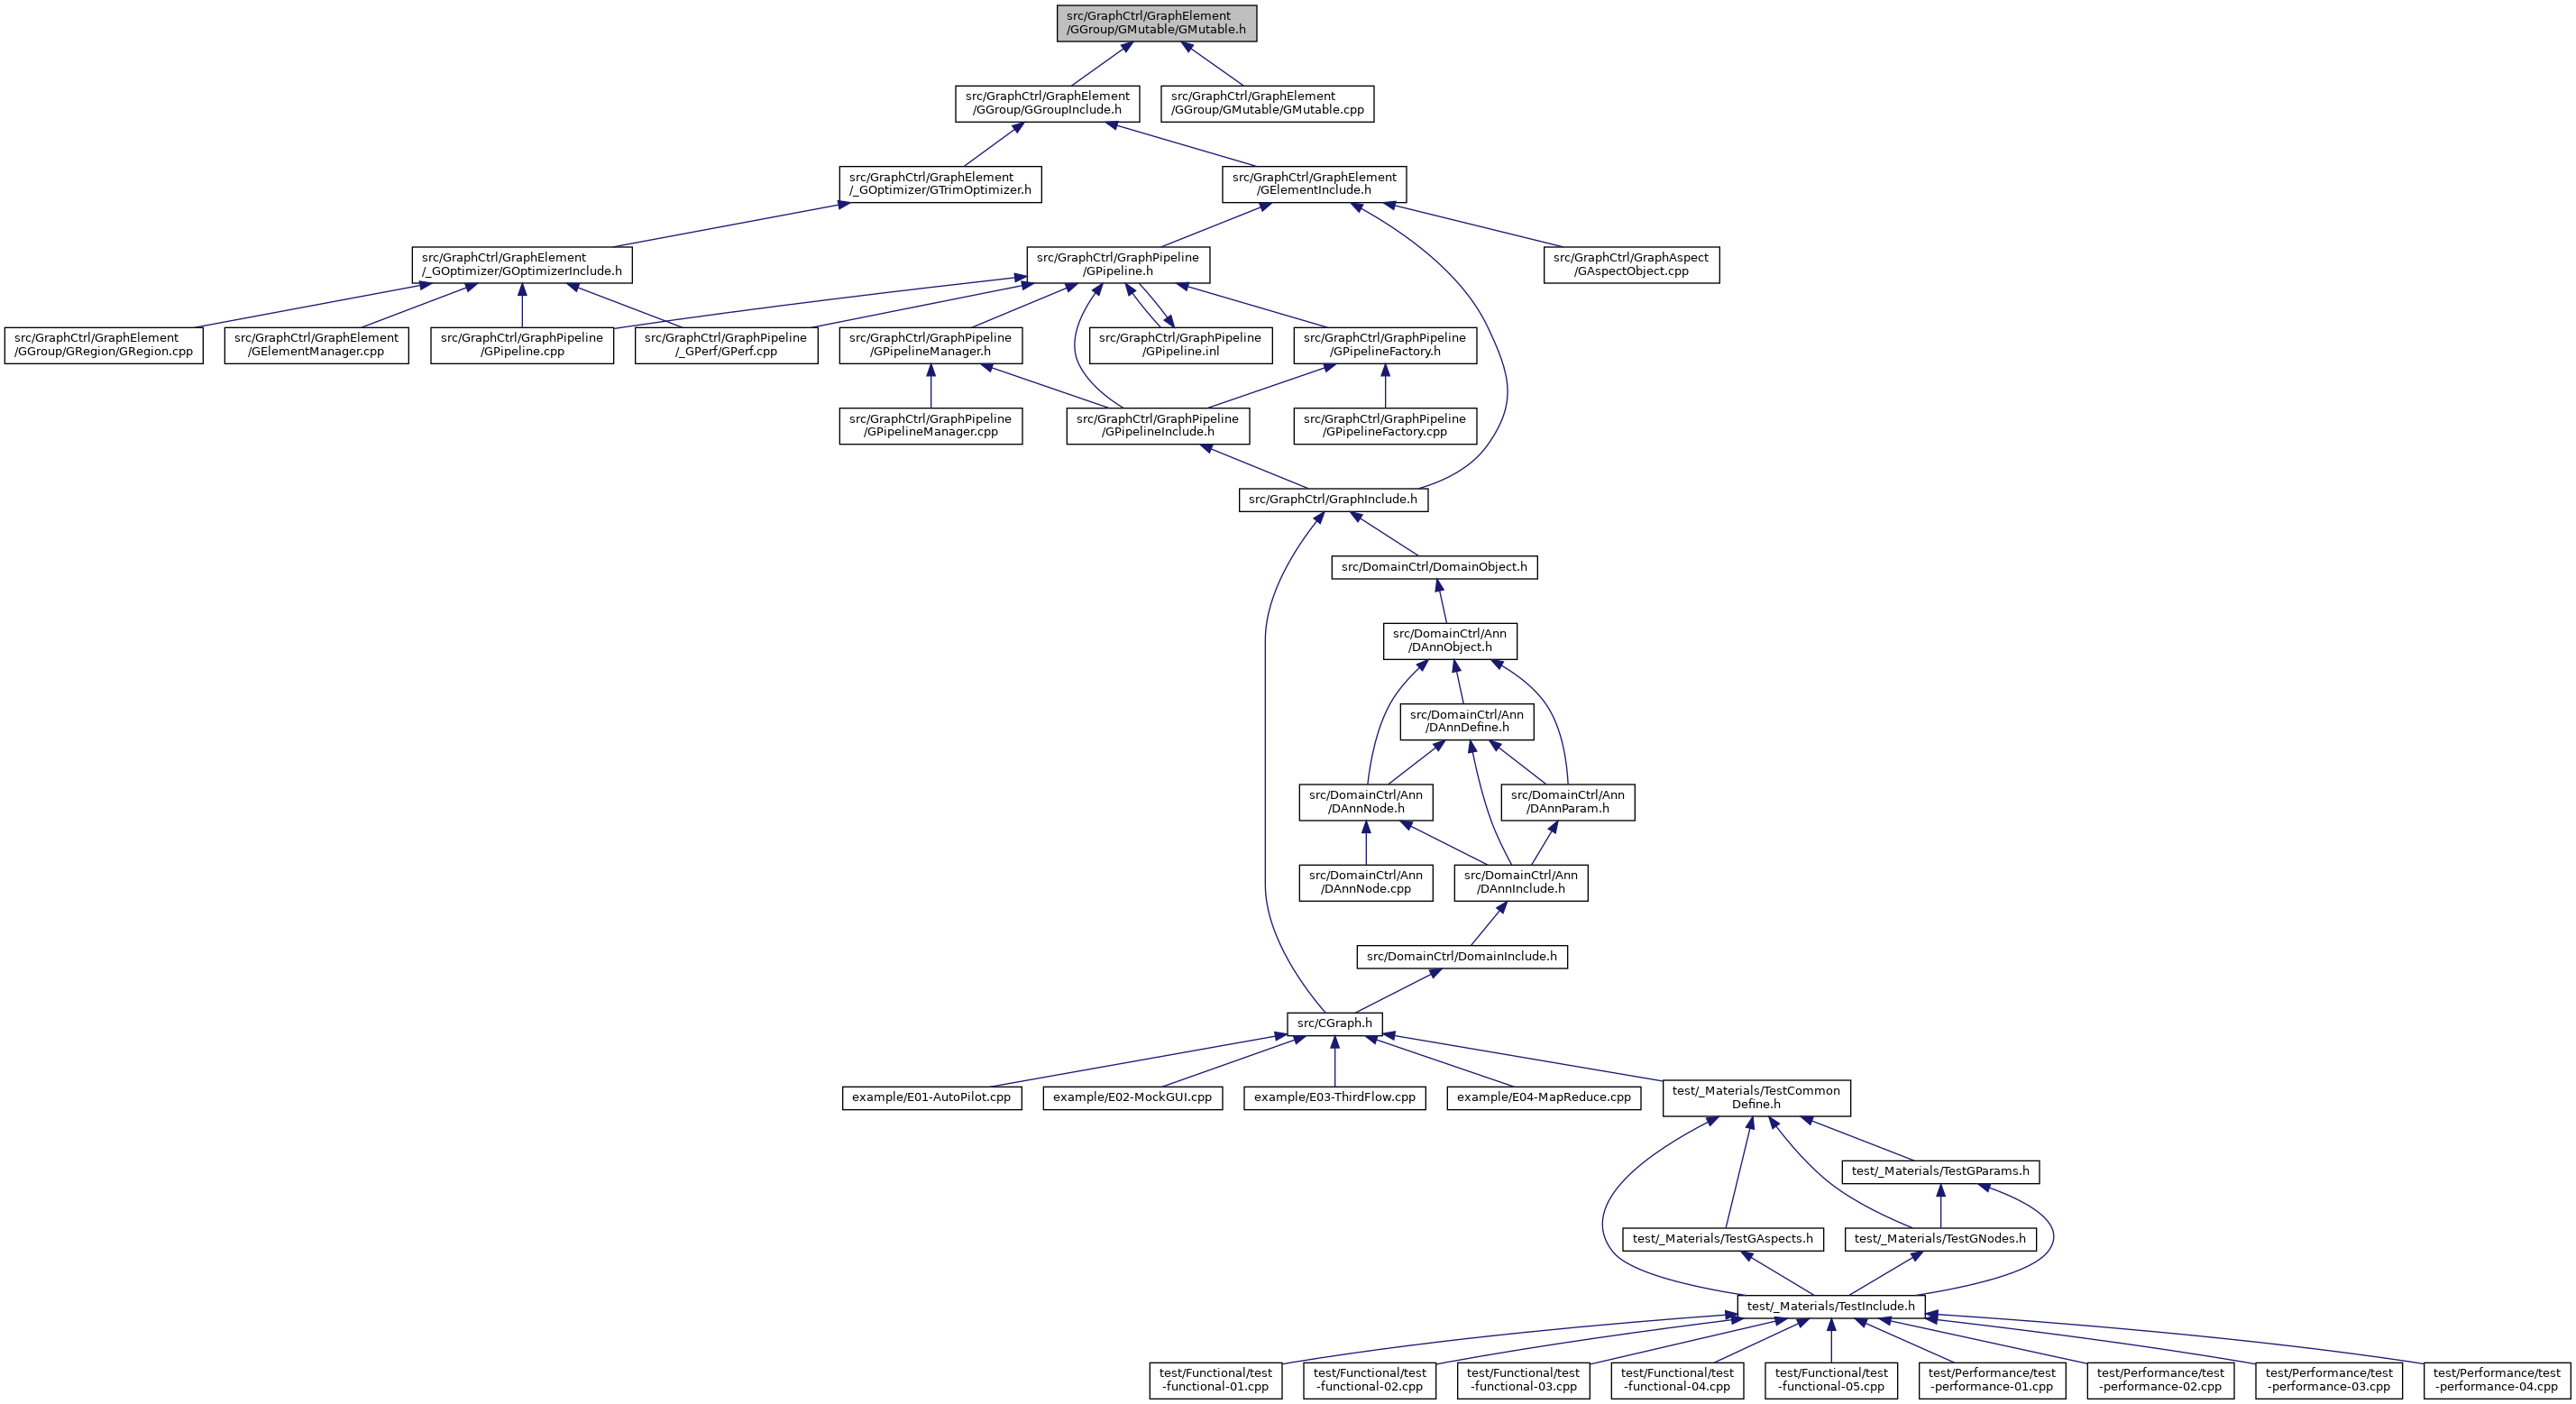 src/GraphCtrl/GraphElement
/GGroup/GMutable/GMutable.h
src/GraphCtrl/GraphElement
/GGroup/GGroupInclude.h
src/GraphCtrl/GraphElement
/GGroup/GMutable/GMutable.cpp
src/GraphCtrl/GraphElement
/_GOptimizer/GTrimOptimizer.h
src/GraphCtrl/GraphElement
/GElementInclude.h
src/GraphCtrl/GraphElement
/_GOptimizer/GOptimizerInclude.h
src/GraphCtrl/GraphPipeline
/GPipeline.h
src/GraphCtrl/GraphAspect
/GAspectObject.cpp
src/GraphCtrl/GraphElement
/GGroup/GRegion/GRegion.cpp
src/GraphCtrl/GraphElement
/GElementManager.cpp
src/GraphCtrl/GraphPipeline
/GPipeline.cpp
src/GraphCtrl/GraphPipeline
/_GPerf/GPerf.cpp
src/GraphCtrl/GraphPipeline
/GPipelineManager.h
src/GraphCtrl/GraphPipeline
/GPipeline.inl
src/GraphCtrl/GraphPipeline
/GPipelineFactory.h
src/GraphCtrl/GraphPipeline
/GPipelineManager.cpp
src/GraphCtrl/GraphPipeline
/GPipelineInclude.h
src/GraphCtrl/GraphPipeline
/GPipelineFactory.cpp
src/GraphCtrl/GraphInclude.h
src/DomainCtrl/DomainObject.h
src/DomainCtrl/Ann
/DAnnObject.h
src/DomainCtrl/Ann
/DAnnDefine.h
src/DomainCtrl/Ann
/DAnnNode.h
src/DomainCtrl/Ann
/DAnnParam.h
src/DomainCtrl/Ann
/DAnnNode.cpp
src/DomainCtrl/Ann
/DAnnInclude.h
src/DomainCtrl/DomainInclude.h
src/CGraph.h
example/E01-AutoPilot.cpp
example/E02-MockGUI.cpp
example/E03-ThirdFlow.cpp
example/E04-MapReduce.cpp
test/_Materials/TestCommon
Define.h
test/_Materials/TestGParams.h
test/_Materials/TestGAspects.h
test/_Materials/TestGNodes.h
test/_Materials/TestInclude.h
test/Functional/test
-functional-01.cpp
test/Functional/test
-functional-02.cpp
test/Functional/test
-functional-03.cpp
test/Functional/test
-functional-04.cpp
test/Functional/test
-functional-05.cpp
test/Performance/test
-performance-01.cpp
test/Performance/test
-performance-02.cpp
test/Performance/test
-performance-03.cpp
test/Performance/test
-performance-04.cpp